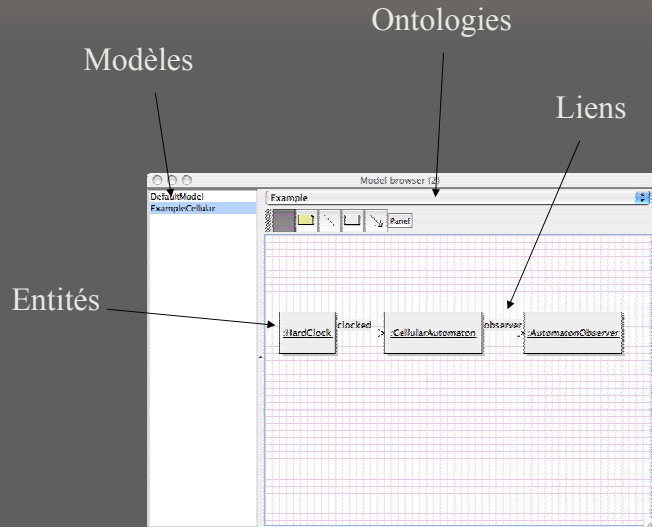 Ontologies
Modèles
Liens
Model browser (2)
DefaultModel
ExampleCellular
Example
Panel
Entités
clocked
observer
:HardClock
:CellularAutomaton
:AutomatonObserver